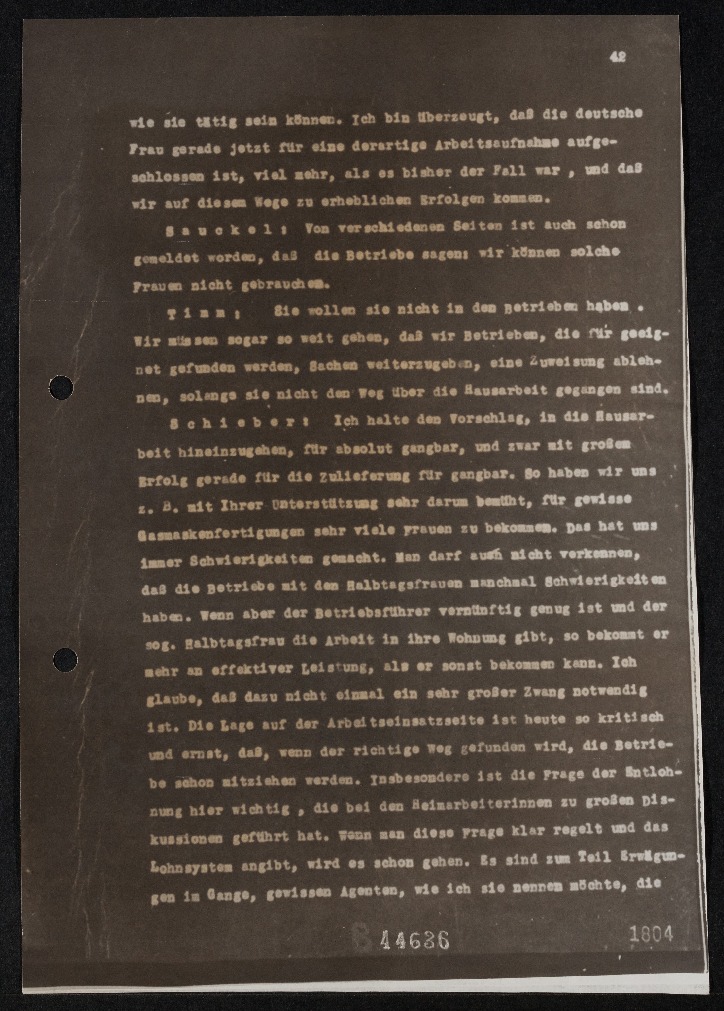 42
wie sie tätig sein können. Ich bin überzeugt, daß die deutsche
Frau gerade jetzt für eine derartige Arbeitsaufnahme aufge-
schlossen ist, viel mehr, als es bisher der Fall war , und daß
wir auf diesem Wege zu erheblichen Erfolgen kommen.
S a u c k e l : Von verschiedenen Seiten ist auch schon
gemeldet worden, daß die Betriebe sagen: wir können solche
Frauen nicht gebrauchen.
T i m m : Sie wollen sie nicht in den Betrieben haben .
Wir müssen sogar so weit gehen, daß wir Betrieben, die für geeig-
net gefunden werden, Sachen weiterzugeben, eine Zuweisung ableh-
nen, solange sie nicht den Weg über die Hausarbeit gegangen sind.
S c h i e b e r : Ich halte den Vorschlag, in die Hausar-
beit hineinzugehen, für absolut gangbar, und zwar mit großem
Erfolg gerade für die Zulieferung für gangbar. So haben wir uns
z. B. mit Ihrer Unterstützung sehr darum bemüht, für gewisse
Gasmaskenfertigungen sehr viele Frauen zu bekommen. Das hat uns
immer Schwierigkeiten gemacht. Man darf auch nicht verkennen,
daß die Betriebe mit den Halbtagsfrauen manchmal Schwierigkeiten
haben. Wenn aber der Betriebsführer vernünftig genug ist und der
sog. Halbtagsfrau die Arbeit in ihre Wohnung gibt, so bekommt er
mehr an effektiver Leistung, als er sonst bekommen kann. Ich
glaube, daß dazu nicht einmal ein sehr großer Zwang notwendig
ist. Die Lage auf der Arbeitseinsatzseite ist heute so kritisch
und ernst, daß, wenn der richtige Weg gefunden wird, die Betrie-
be schon mitziehen werden. Insbesondere ist die Frage der Entloh-
nung hier wichtig , die bei den Heimarbeiterinnen zu großen Dis-
kussionen geführt hat. Wenn man diese Frage klar regelt und das
Lohnsystem angibt, wird es schon gehen. Es sind zum Teil Erwägun-
gen im Gange, gewissen Agenten, wie ich sie nennen möchte, die
44636
1804